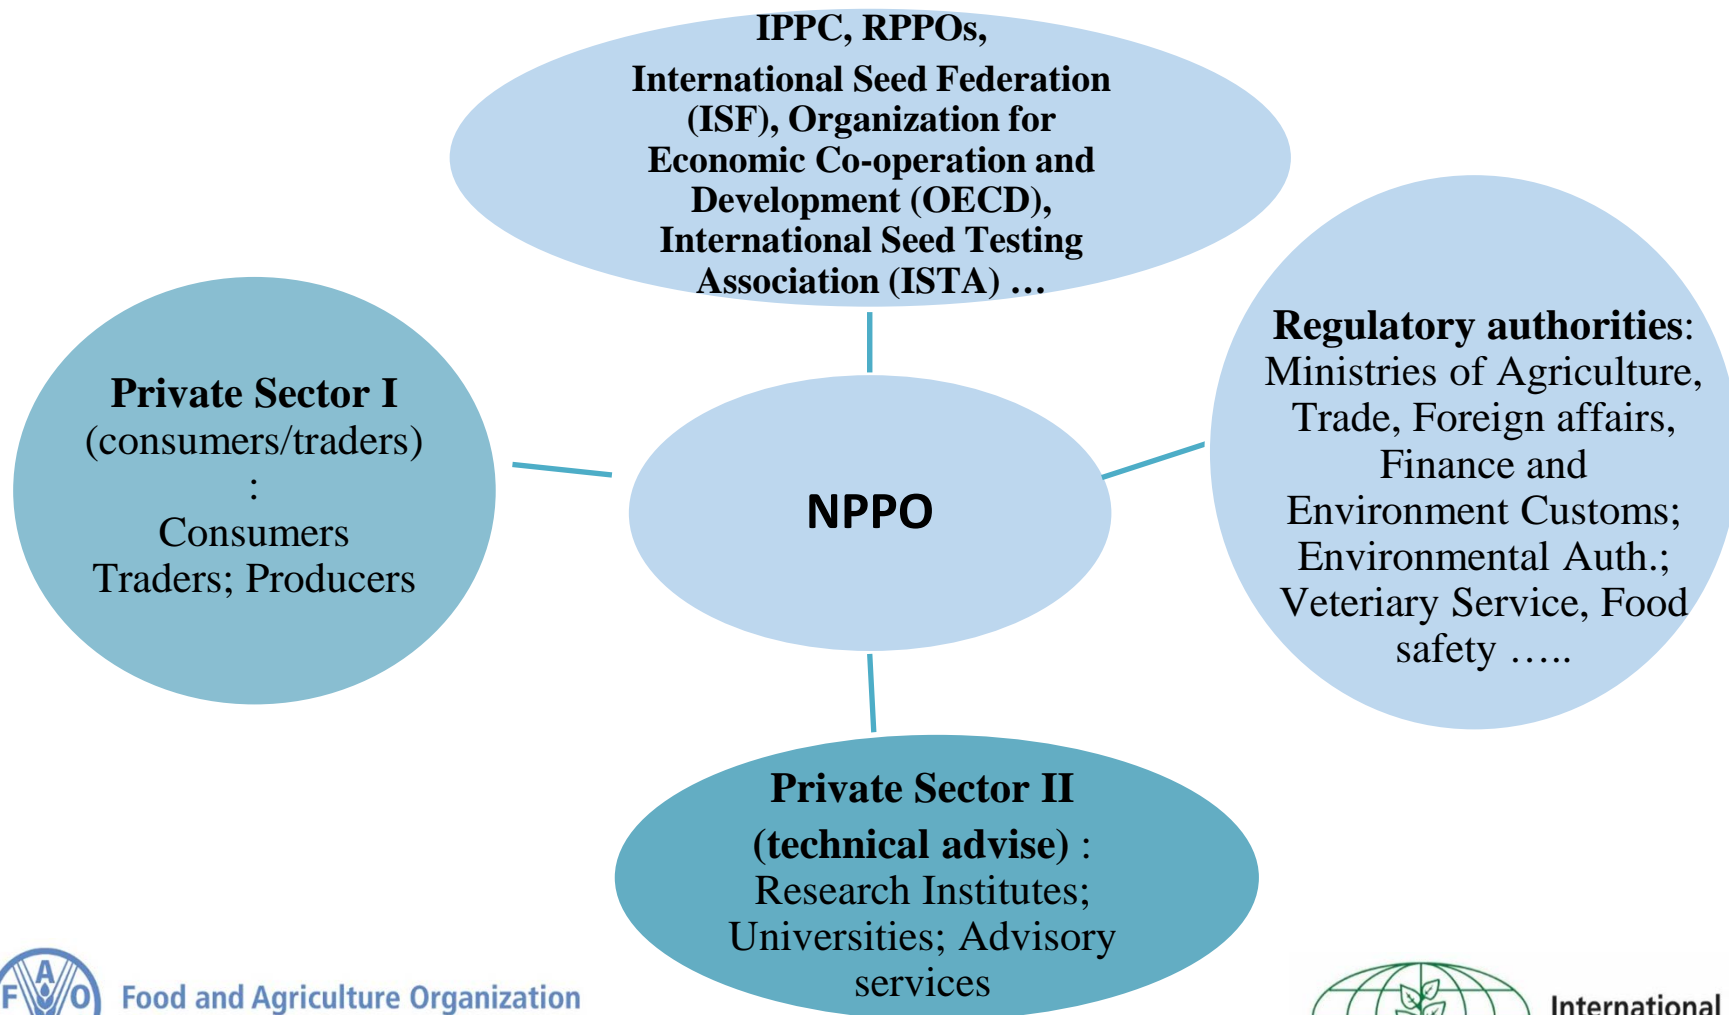 IPPC, RPPOs,
International Seed Federation
(ISF), Organization for
Economic Co-operation and
Development (OECD),
International Seed Testing
Association (ISTA) …
Private Sector I
(consumers/traders)
:
Consumers
Traders; Producers
NPPO
Regulatory authorities:
Ministries of Agriculture,
Trade, Foreign affairs,
Finance and
Environment Customs;
Environmental Auth.;
Veteriary Service, Food
safety …..
Private Sector II
(technical advise) :
Research Institutes;
Universities; Advisory
services
F A O
Food and Agriculture Organization
International